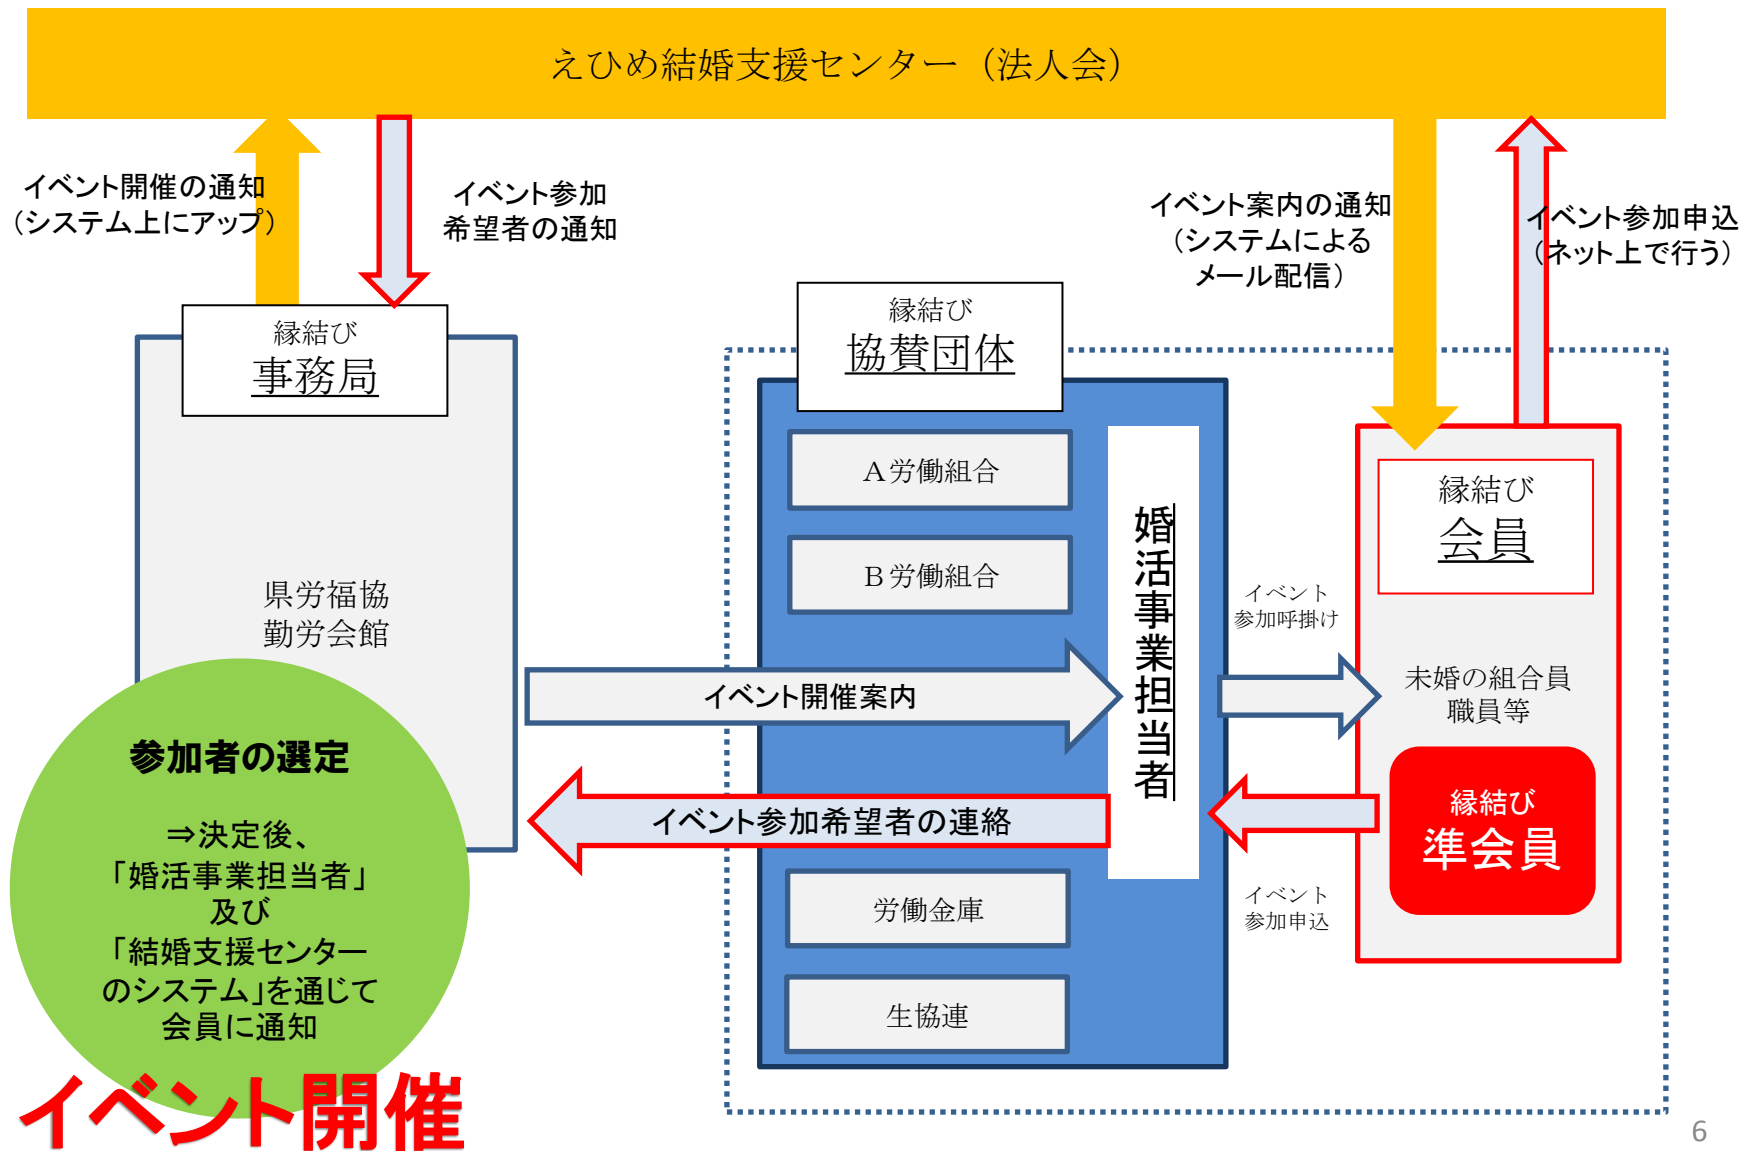 えひめ結婚支援センター（法人会）
イベント開催の通知
（システム上にアップ）
イベント参加
希望者の通知
イベント案内の通知
（システムによる
メール配信）
イベント参加申込
（ネット上で行う）
縁結び
事務局
県労福協
勤労会館
縁結び
協賛団体
A労働組合
B労働組合
労働金庫
生協連
婚活事業担当者
イベント開催案内
イベント参加希望者の連絡
イベント
参加呼掛け
イベント
参加申込
縁結び
会員
未婚の組合員
職員等
縁結び
準会員
参加者の選定
⇒決定後、
「婚活事業担当者」
及び
「結婚支援センター
のシステム」を通じて
会員に通知
イベント開催
6